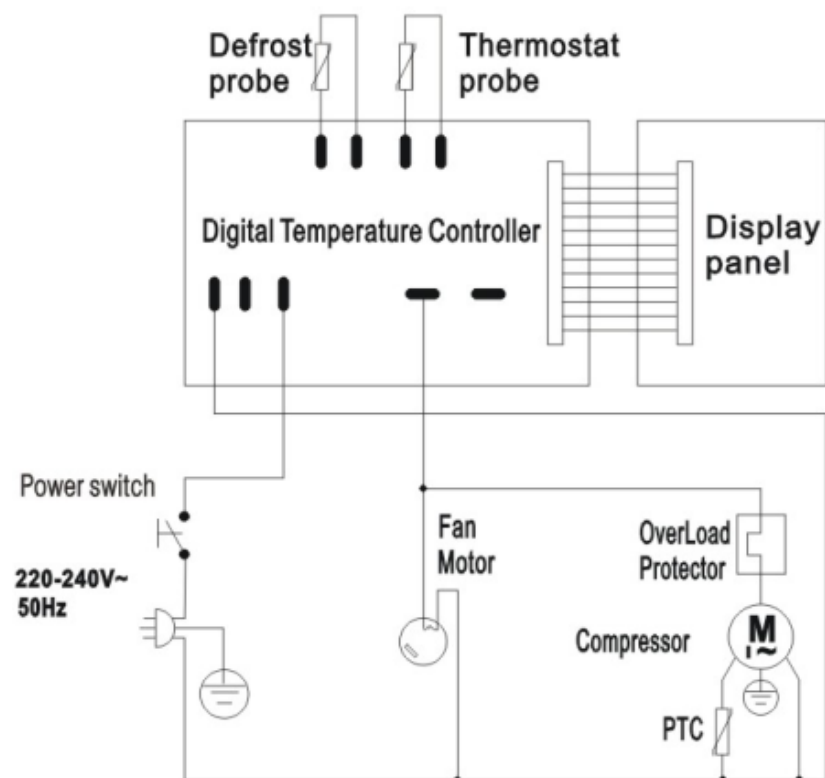 Defrost
probe
Thermostat
probe
Digital Temperature Controller
Display
panel
Power switch
220-240V~
50Hz
Fan
Motor
OverLoad
Protector
Compressor
M
I ~
PTC